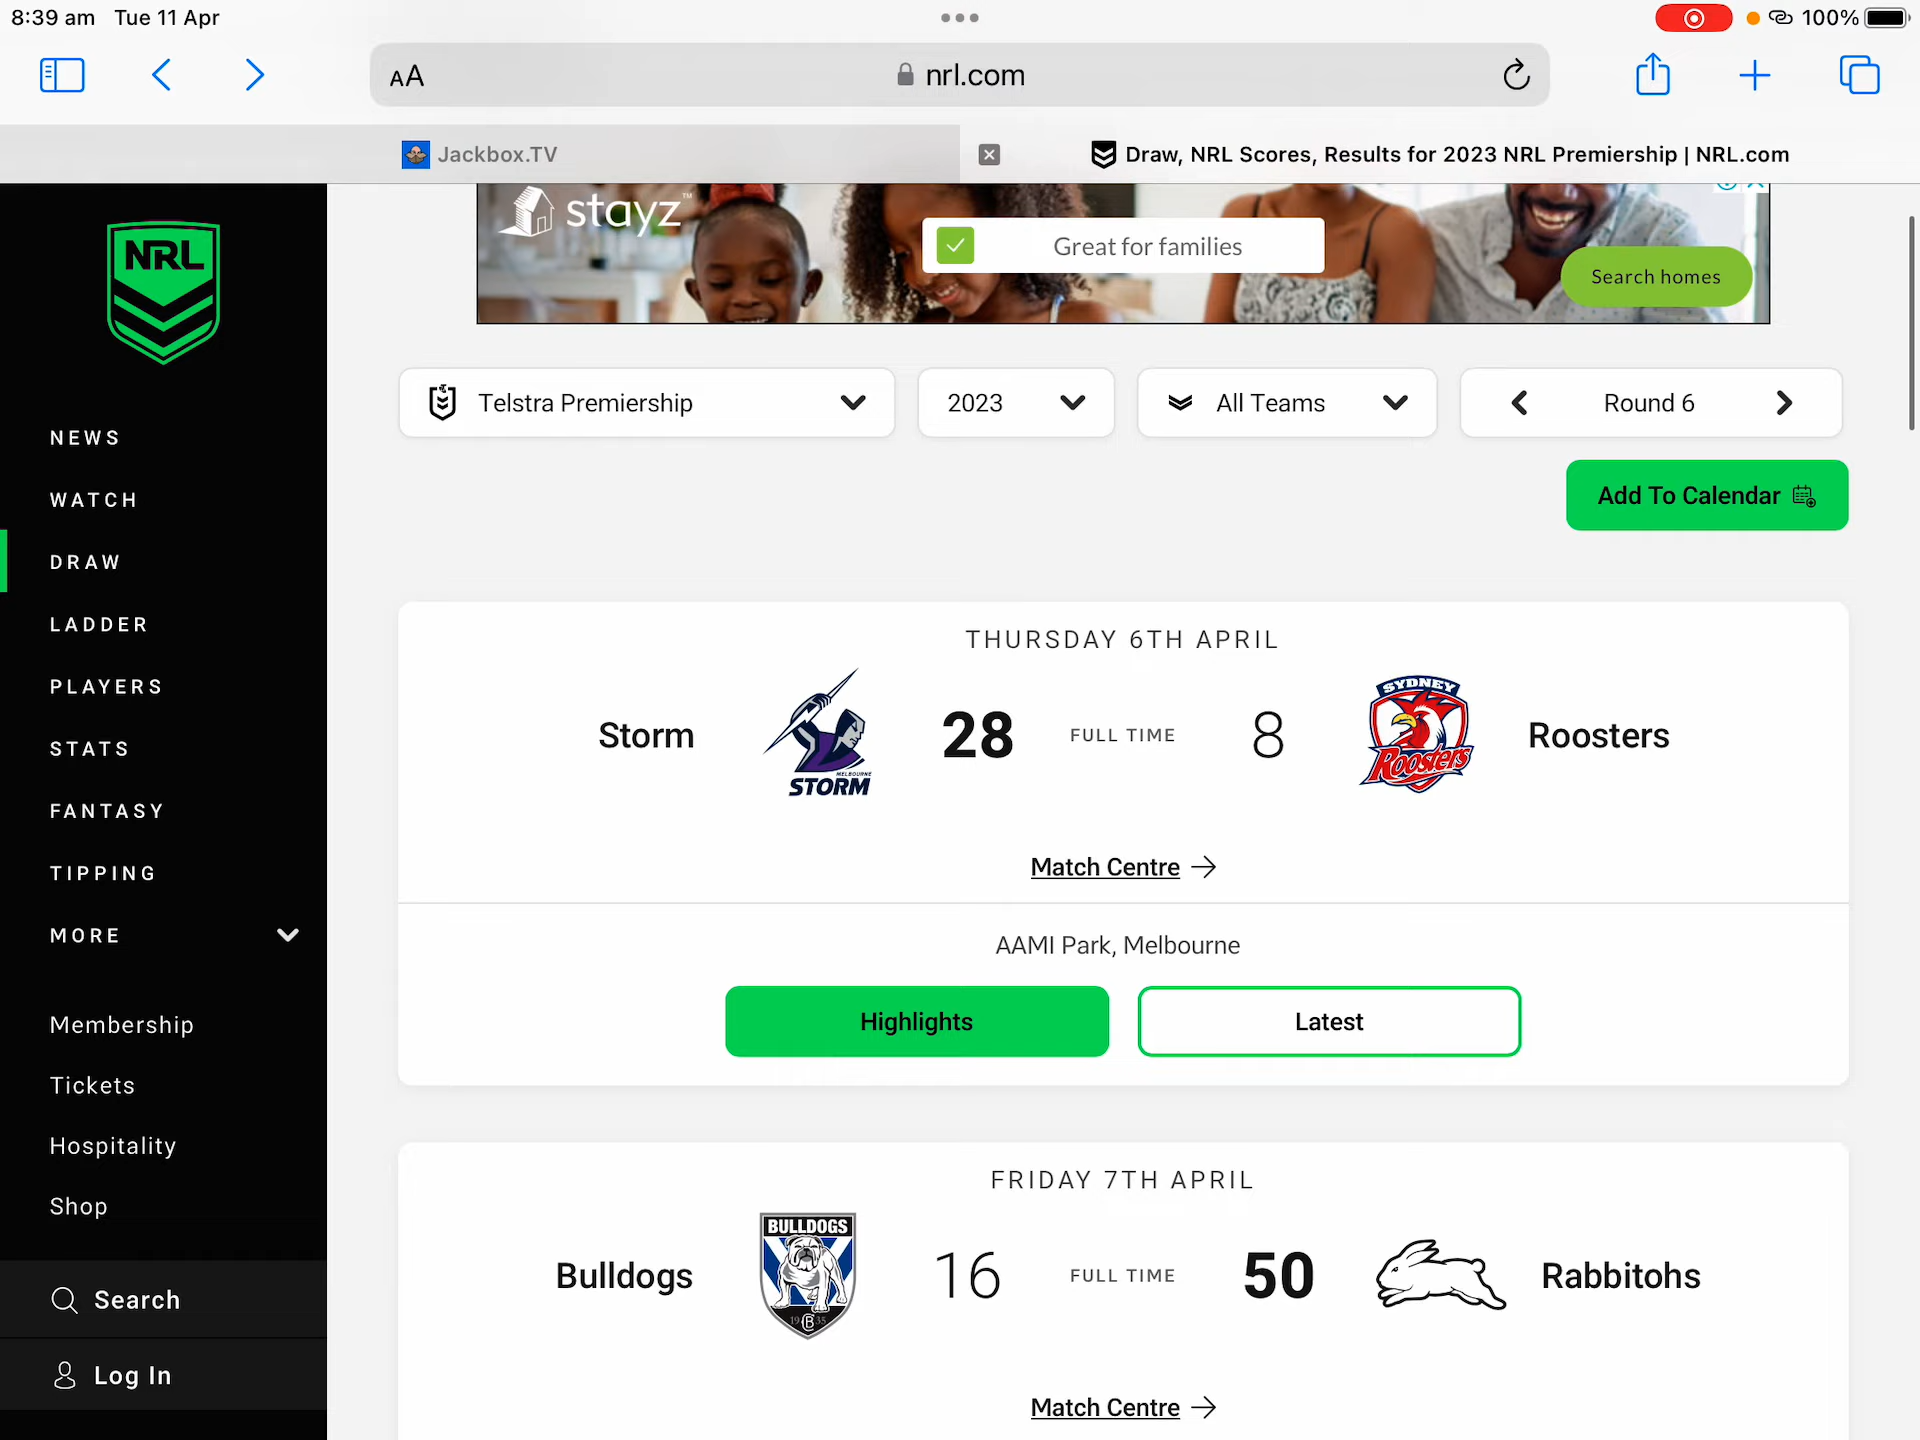 8:39 am Tue 11 Apr 100%
AA nrl.com
Jackbox.TV Draw, NRL Scores, Results for 2023 NRL Premiership | NRL.com
stayz™
Great for families
Search homes
NRL
NEWS
WATCH
DRAW
LADDER
PLAYERS
STATS
FANTASY
TIPPING
MORE
Membership
Tickets
Hospitality
Shop
Search
Log In
Telstra Premiership 2023 All Teams Round 6
Add To Calendar
THURSDAY 6TH APRIL
Storm MELBOURNE STORM 28 FULL TIME 8 SYDNEY Roosters Roosters
Match Centre
AAMI Park, Melbourne
Highlights Latest
FRIDAY 7TH APRIL
Bulldogs BULLDOGS 19 B 35 16 FULL TIME 50 Rabbitohs
Match Centre